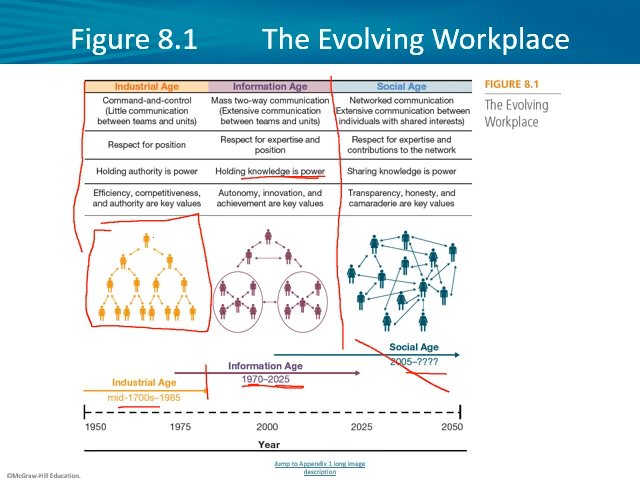 Figure 8.1 The Evolving Workplace
Industrial Age Information Age Social Age
Command-and-control
(Little communication
between teams and units)
Mass two-way communication
(Extensive communication
between teams and units)
Networked communication
(Extensive communication between
individuals with shared interests)
Respect for position
Respect for expertise and
position
Respect for expertise and
contributions to the network
Holding authority is power
Holding knowledge is power
Sharing knowledge is power
Efficiency, competitiveness,
and authority are key values
Autonomy, innovation, and
achievement are key values
Transparency, honesty, and
camaraderie are key values
FIGURE 8.1
The Evolving
Workplace
Social Age
2005–????
Information Age
1970–2025
Industrial Age
mid-1700s–1985
1950 1975 2000 2025 2050
Year
Jump to Appendix 1 long image
description
©McGraw-Hill Education.